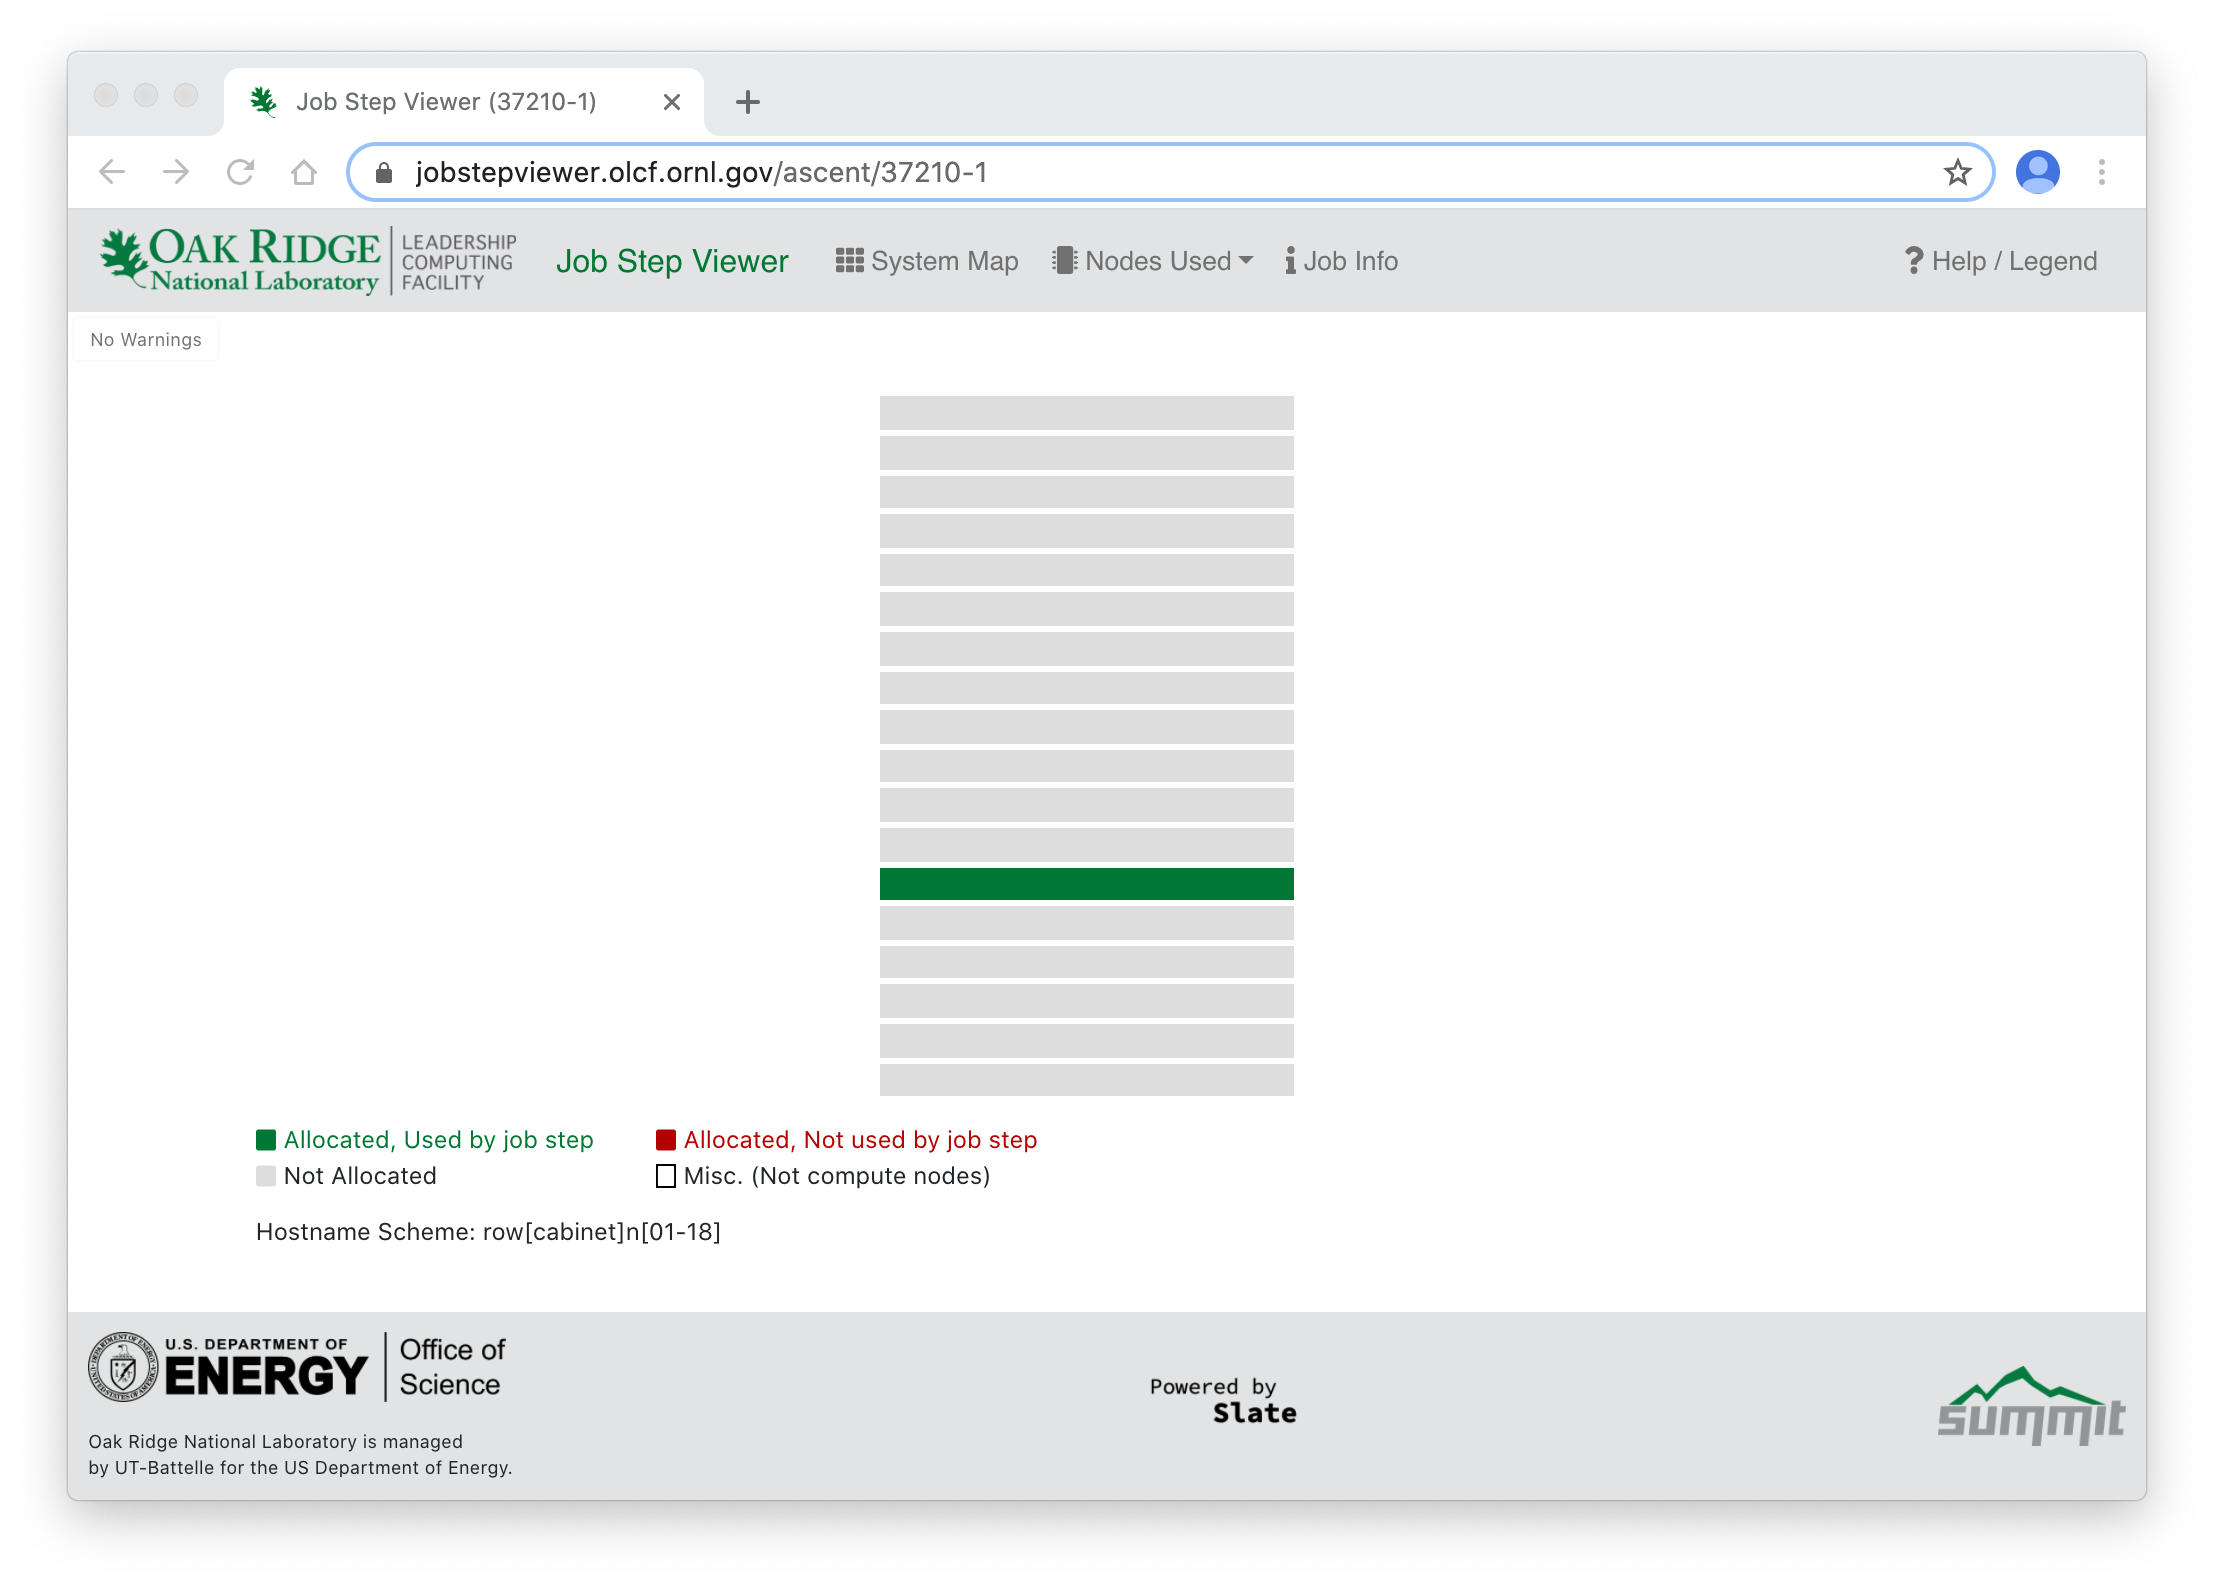 Job Step Viewer (37210-1)
jobstepviewer.olcf.ornl.gov/ascent/37210-1
OAK RIDGE
National Laboratory
LEADERSHIP
COMPUTING
FACILITY
Job Step Viewer
System Map
Nodes Used
Job Info
? Help / Legend
No Warnings
Allocated, Used by job step
Allocated, Not used by job step
Not Allocated
Misc. (Not compute nodes)
Hostname Scheme: row[cabinet]n[01-18]
U.S. DEPARTMENT OF
ENERGY
Office of
Science
Oak Ridge National Laboratory is managed
by UT-Battelle for the US Department of Energy.
Powered by
Slate
summit